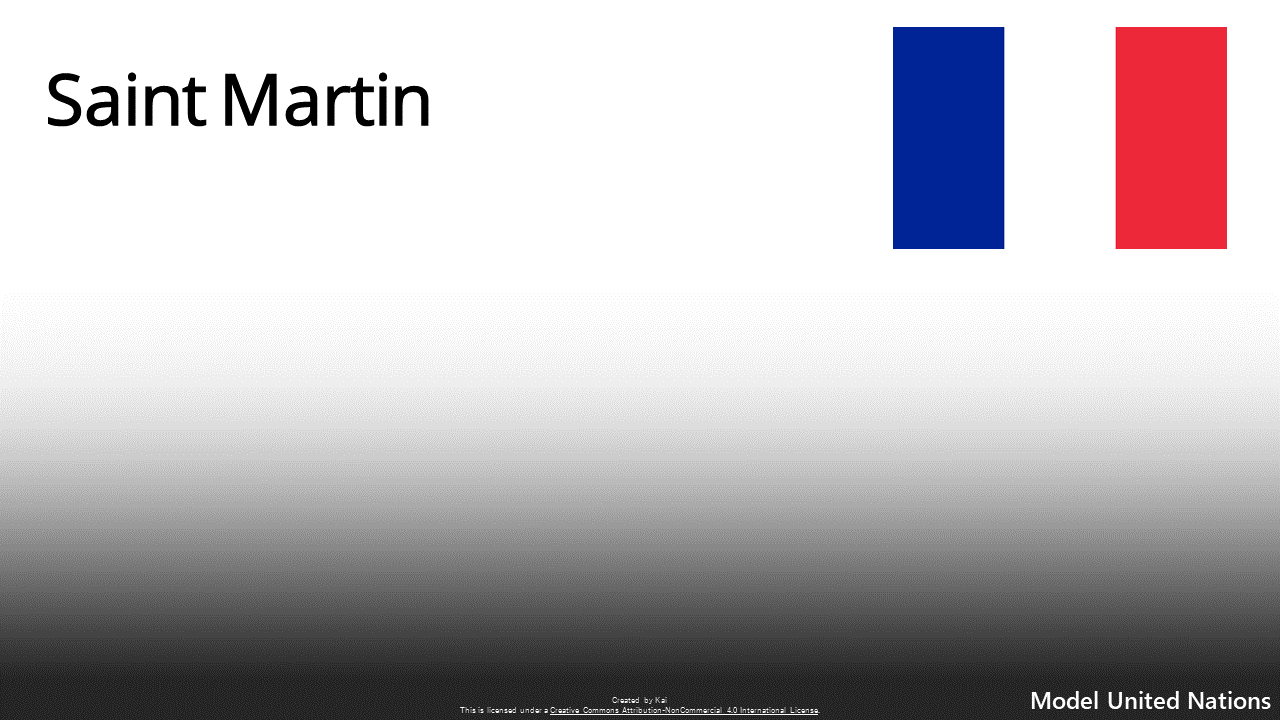 Saint Martin
Created by Kai
This is licensed under a Creative Commons Attribution-NonCommercial 4.0 International License.
Model United Nations